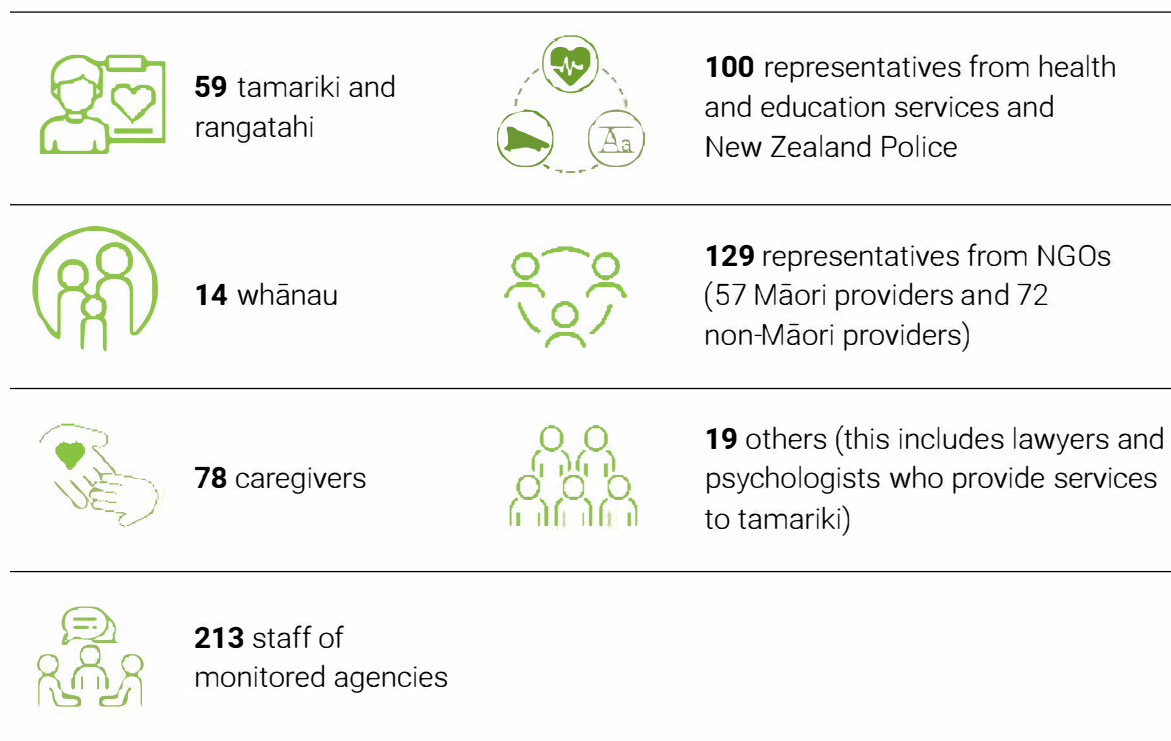 59 tamariki and
rangatahi
100 representatives from health
and education services and
New Zealand Police
Aa
14 whānau
129 representatives from NGOs
(57 Māori providers and 72
non-Māori providers)
78 caregivers
19 others (this includes lawyers and
psychologists who provide services
to tamariki)
213 staff of
monitored agencies